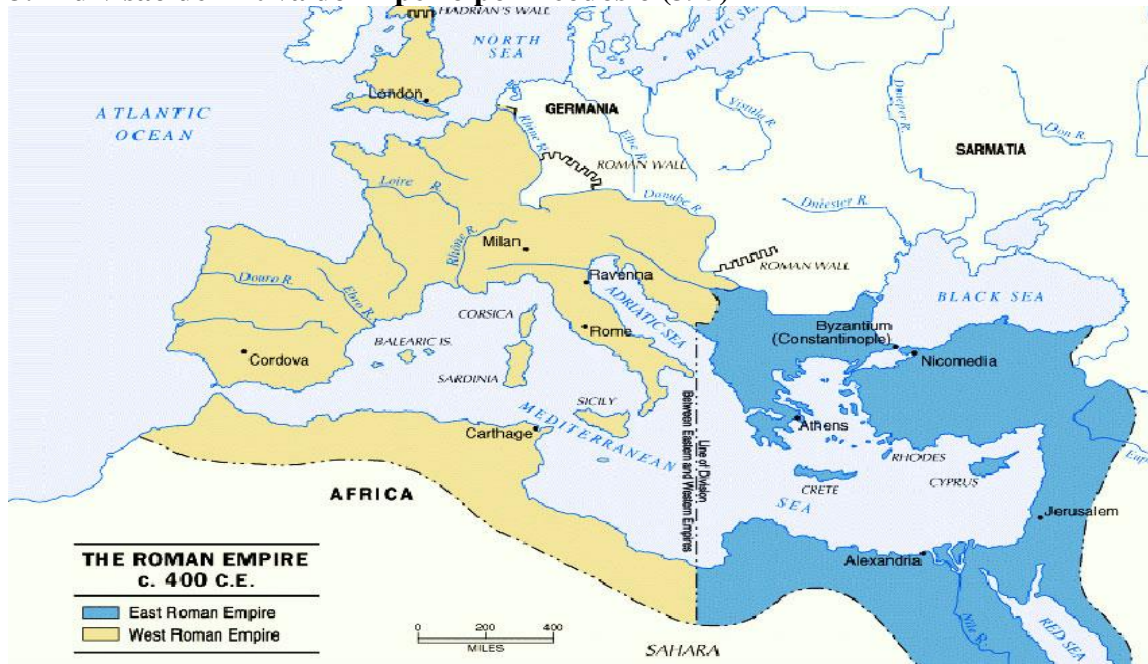 HADRIAN'S WALL
NORTH
SEA
BALTIC SEA
ATLANTIC
OCEAN
London
GERMANIA
Rhine R.
Elbe R.
Vistula R.
Dnieper R.
Don R.
SARMATIA
ROMAN WALL
Loire R.
Danube R.
Dniester R.
Milan
Rhône R.
ROMAN WALL
Ravenna
Douro R.
Ebro R.
ADRIATIC SEA
BLACK SEA
CORSICA
Rome
Byzantium
(Constantinople)
BALEARIC IS.
Nicomedia
Cordova
SARDINIA
SICILY
Athens
Carthage
MEDITERRANEAN
SEA
Line of Division
Between Eastern and Western Empires
RHODES
CRETE
CYPRUS
AFRICA
Jerusalem
Alexandria
THE ROMAN EMPIRE
c. 400 C.E.
East Roman Empire
West Roman Empire
0 200 400
MILES
SAHARA
Nile R.
RED SEA